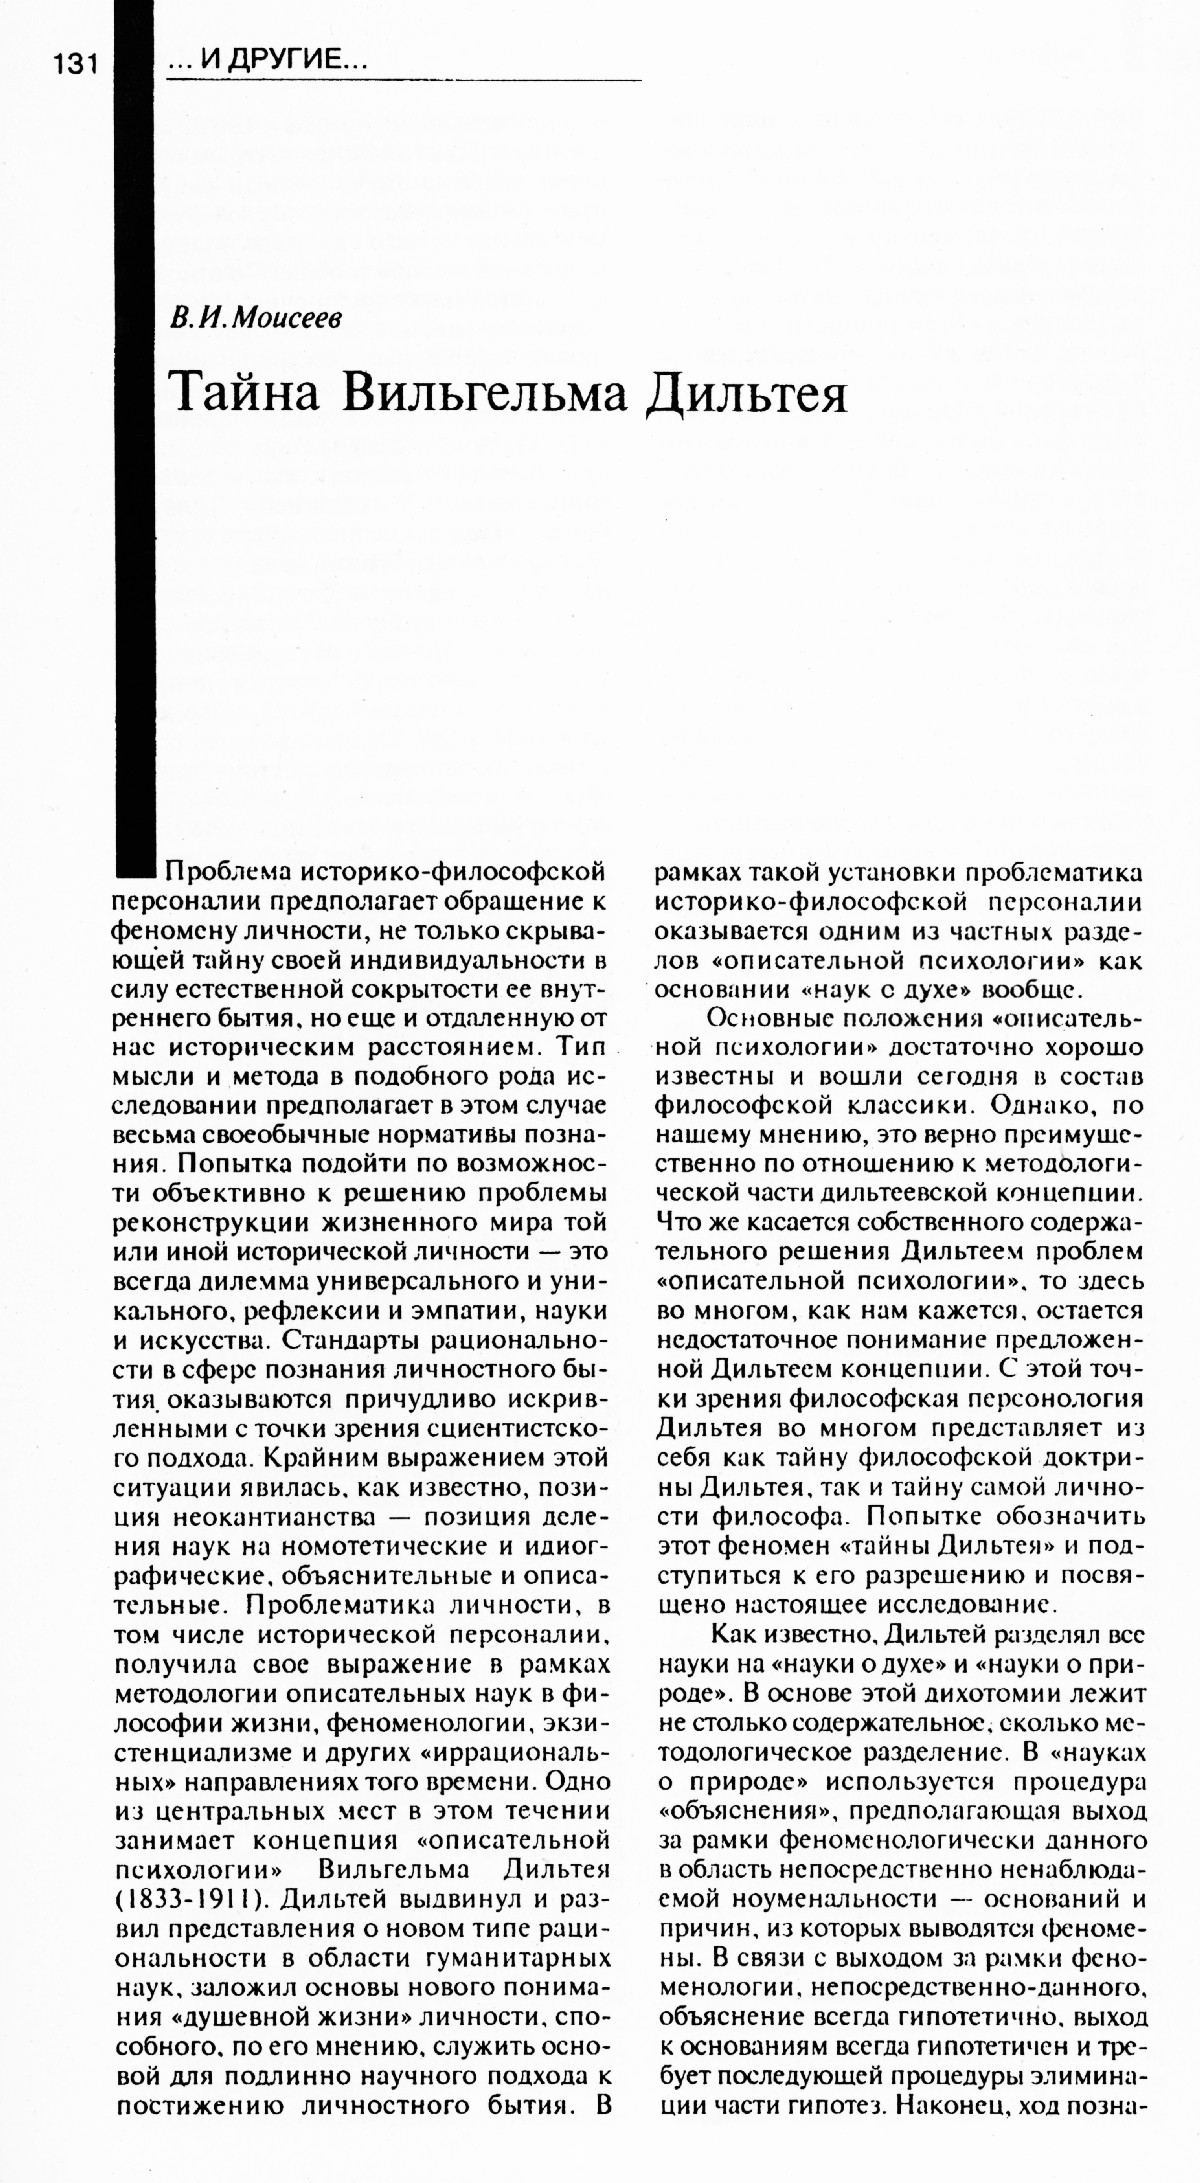 131
... И ДРУГИЕ...
В.И.Моисеев
Тайна Вильгельма Дильтея
Проблема историко-философской
персоналии предполагает обращение к
феномену личности, не только скрыва-
ющей тайну своей индивидуальности в
силу естественной сокрытости ее внут-
реннего бытия, но еще и отдаленную от
нас историческим расстоянием. Тип
мысли и метода в подобного рода ис-
следовании предполагает в этом случае
весьма своеобычные нормативы позна-
ния. Попытка подойти по возможнос-
ти объективно к решению проблемы
реконструкции жизненного мира той
или иной исторической личности — это
всегда дилемма универсального и уни-
кального, рефлексии и эмпатии, науки
и искусства. Стандарты рационально-
сти в сфере познания личностного бы-
тия оказываются причудливо искрив-
ленными с точки зрения сциентистско-
го подхода. Крайним выражением этой
ситуации явилась, как известно, пози-
ция неокантианства — позиция деле-
ния наук на номотетические и идиог-
рафические, объяснительные и описа-
тельные. Проблематика личности, в
том числе исторической персоналии,
получила свое выражение в рамках
методологии описательных наук в фи-
лософии жизни, феноменологии, экзи-
стенциализме и других «иррациональ-
ных» направлениях того времени. Одно
из центральных мест в этом течении
занимает концепция «описательной
психологии» Вильгельма Дильтея
(1833-1911). Дильтей выдвинул и раз-
вил представления о новом типе раци-
ональности в области гуманитарных
наук, заложил основы нового понима-
ния «душевной жизни» личности, спо-
собного, по его мнению, служить осно-
вой для подлинно научного подхода к
постижению личностного бытия. В
рамках такой установки проблематика
историко-философской персоналии
оказывается одним из частных разде-
лов «описательной психологии» как
основании «наук о духе» вообще.
Основные положения «описатель-
ной психологии» достаточно хорошо
известны и вошли сегодня в состав
философской классики. Однако, по
нашему мнению, это верно преимуще-
ственно по отношению к методологи-
ческой части дильтеевской концепции.
Что же касается собственного содержа-
тельного решения Дильтеем проблем
«описательной психологии», то здесь
во многом, как нам кажется, остается
недостаточное понимание предложен-
ной Дильтеем концепции. С этой точ-
ки зрения философская персонология
Дильтея во многом представляет из
себя как тайну философской доктри-
ны Дильтея, так и тайну самой лично-
сти философа. Попытке обозначить
этот феномен «тайны Дильтея» и под-
ступиться к его разрешению и посвя-
щено настоящее исследование.
Как известно, Дильтей разделял все
науки на «науки о духе» и «науки о при-
роде». В основе этой дихотомии лежит
не столько содержательное, сколько ме-
тодологическое разделение. В «науках
о природе» используется процедура
«объяснения», предполагающая выход
за рамки феноменологически данного
в область непосредственно ненаблюда-
емой ноуменальности — оснований и
причин, из которых выводятся феноме-
ны. В связи с выходом за рамки фено-
менологии, непосредственно-данного,
объяснение всегда гипотетично, выход
к основаниям всегда гипотетичен и тре-
бует последующей процедуры элимина-
ции части гипотез. Наконец, ход позна-